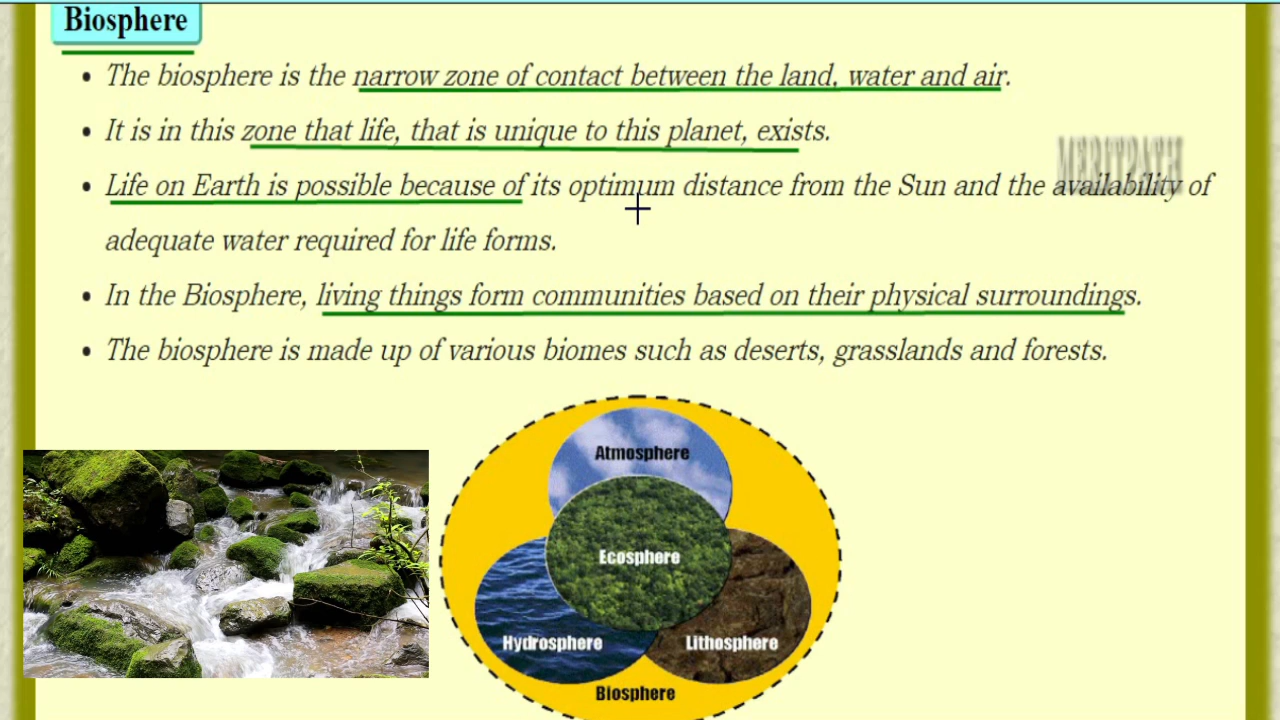 Biosphere
• The biosphere is the narrow zone of contact between the land, water and air.
• It is in this zone that life, that is unique to this planet, exists.
MERITPATH
• Life on Earth is possible because of its optimum distance from the Sun and the availability of
adequate water required for life forms.
• In the Biosphere, living things form communities based on their physical surroundings.
• The biosphere is made up of various biomes such as deserts, grasslands and forests.
Atmosphere
Ecosphere
Hydrosphere
Lithosphere
Biosphere